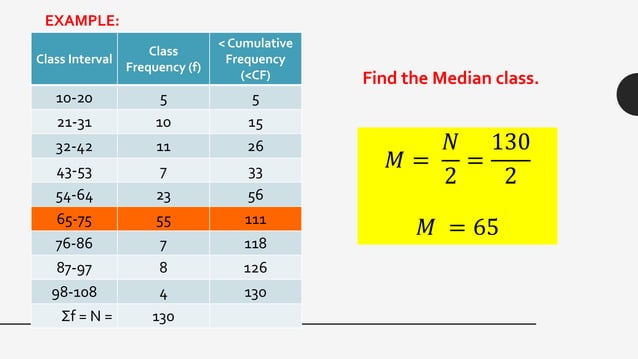 EXAMPLE:
Class Interval Class Frequency (f) < Cumulative Frequency (<CF)
10-20 5 5
21-31 10 15
32-42 11 26
43-53 7 33
54-64 23 56
65-75 55 111
76-86 7 118
87-97 8 126
98-108 4 130
Σf = N = 130
Find the Median class.
M = N/2 = 130/2
M = 65